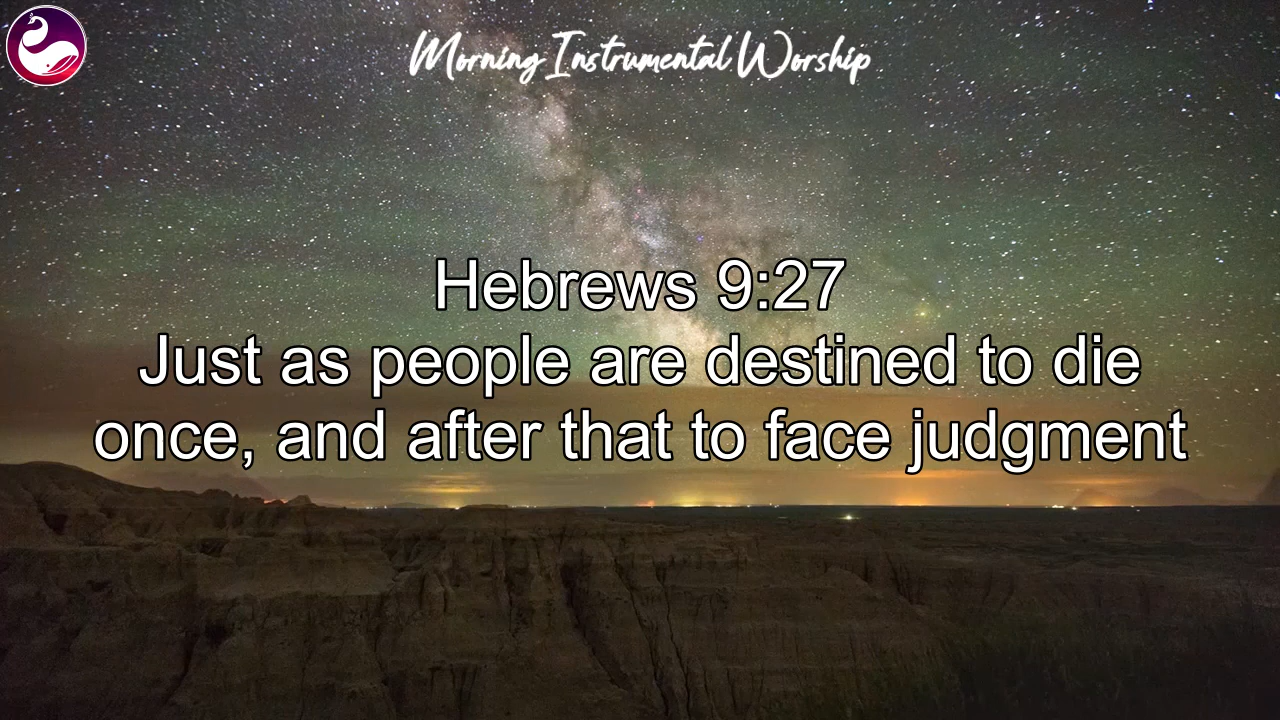 Morning Instrumental Worship
Hebrews 9:27
Just as people are destined to die
once, and after that to face judgment